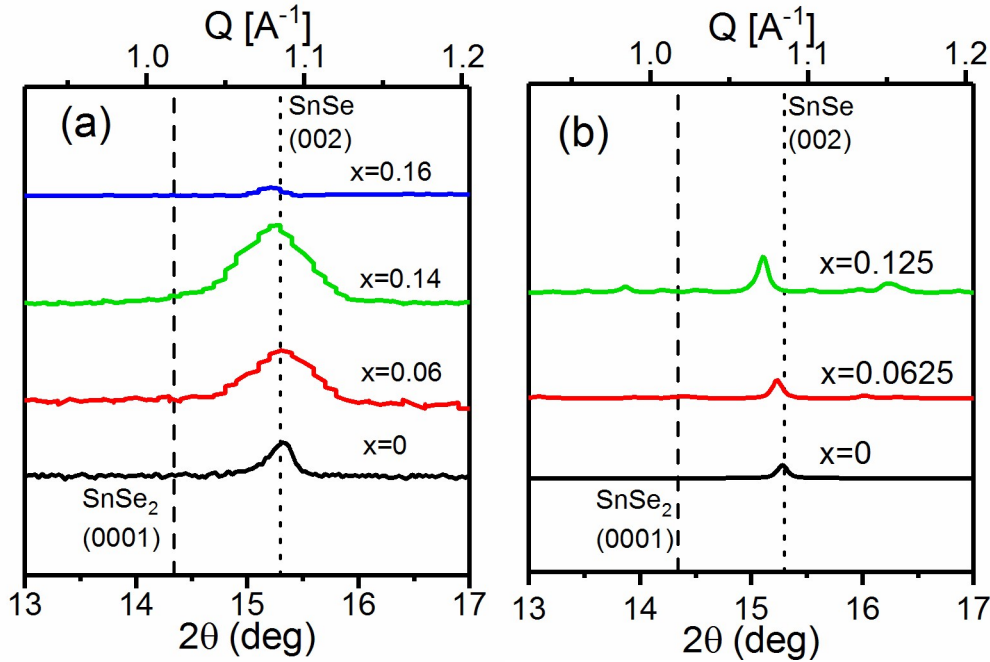 Q [A⁻¹]
1.0 1.1 1.2
(a)
SnSe
(002)
x=0.16
x=0.14
x=0.06
x=0
SnSe₂
(0001)
13 14 15 16 17
2θ (deg)
Q [A⁻¹]
1.0 1.1 1.2
(b)
SnSe
(002)
x=0.125
x=0.0625
x=0
SnSe₂
(0001)
13 14 15 16 17
2θ (deg)